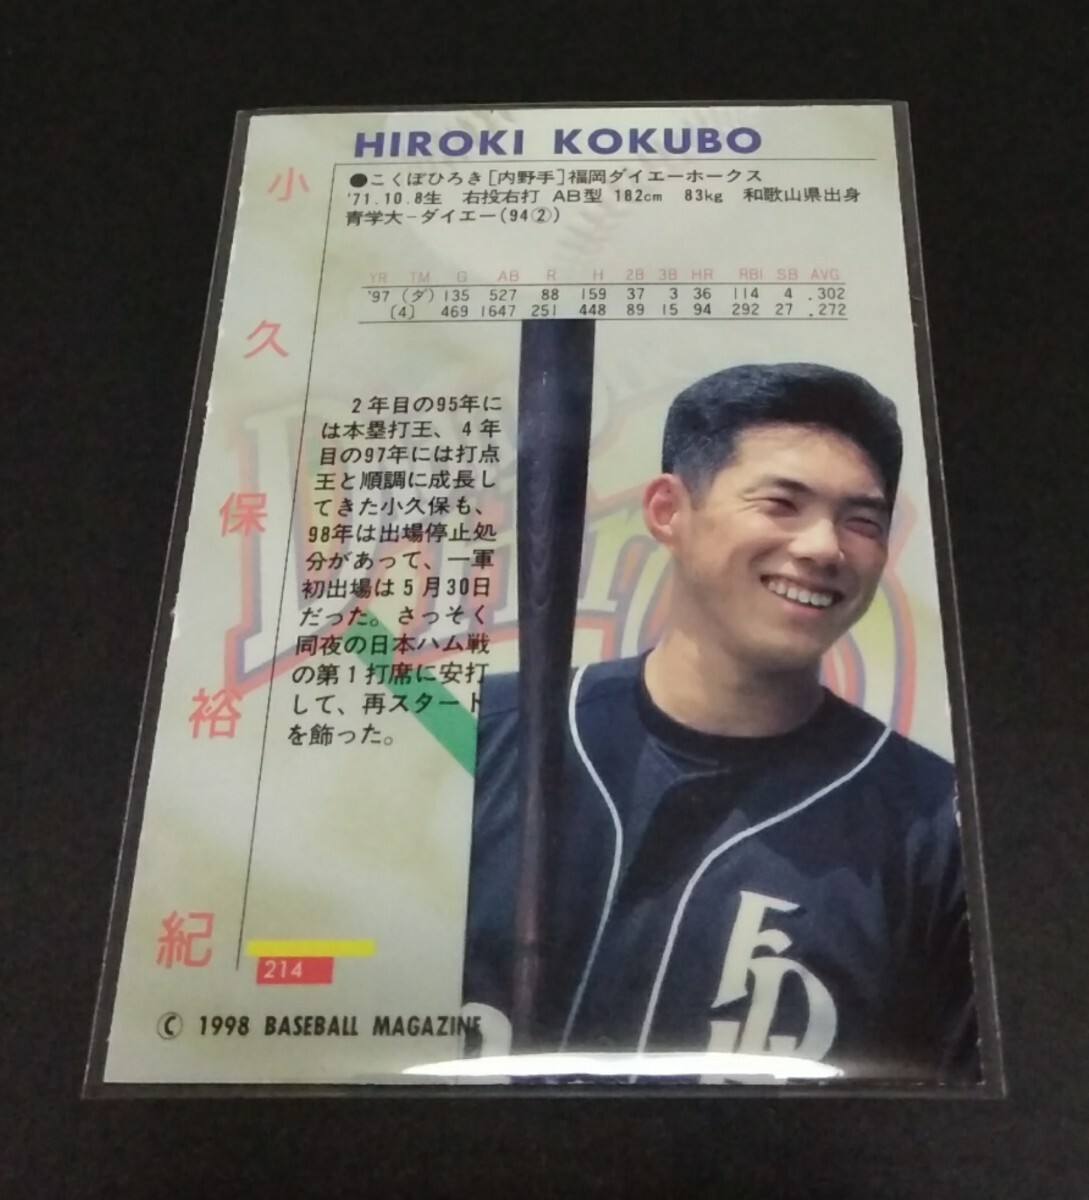 HIROKI KOKUBO
小久保裕紀
●こくぼひろき[内野手]福岡ダイエーホークス
'71.10.8生 右投右打 AB型 182cm 83kg 和歌山県出身
青学大-ダイエー(94②)
YR TM G AB R H 2B 3B HR RBI SB AVG
'97 (ダ) 135 527 88 159 37 3 36 114 4 .302
(4) 469 1647 251 448 89 15 94 292 27 .272
2年目の95年に
は本塁打王、4年
目の97年には打点
王と順調に成長し
てきた小久保も、
98年は出場停止処
分があって、一軍
初出場は5月30日
だった。さっそく
同夜の日本ハム戦
の第1打席に安打
して、再スタート
を飾った。
214
© 1998 BASEBALL MAGAZINE
FDH